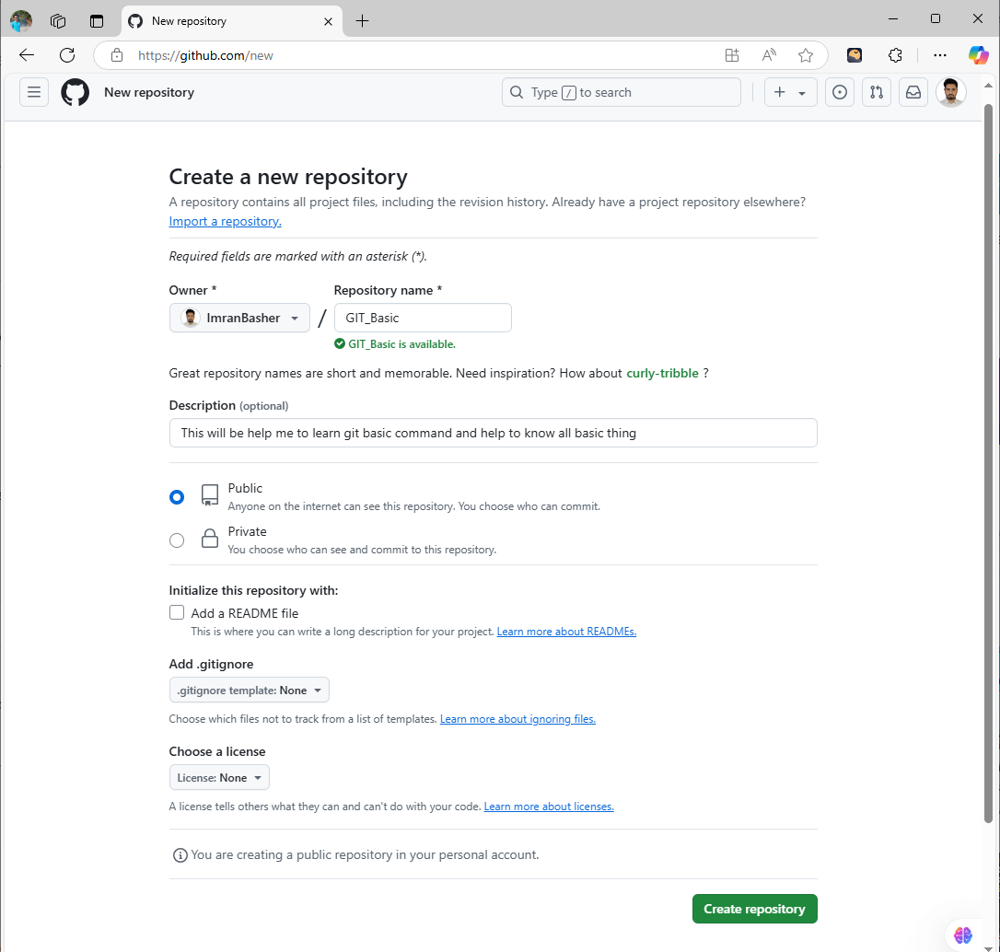 New repository
https://github.com/new
New repository
Type / to search
Create a new repository
A repository contains all project files, including the revision history. Already have a project repository elsewhere?
Import a repository.
Required fields are marked with an asterisk (*).
Owner * Repository name *
ImranBasher / GIT_Basic
GIT_Basic is available.
Great repository names are short and memorable. Need inspiration? How about curly-tribble ?
Description (optional)
This will be help me to learn git basic command and help to know all basic thing
Public
Anyone on the internet can see this repository. You choose who can commit.
Private
You choose who can see and commit to this repository.
Initialize this repository with:
Add a README file
This is where you can write a long description for your project. Learn more about READMEs.
Add .gitignore
.gitignore template: None
Choose which files not to track from a list of templates. Learn more about ignoring files.
Choose a license
License: None
A license tells others what they can and can't do with your code. Learn more about licenses.
You are creating a public repository in your personal account.
Create repository